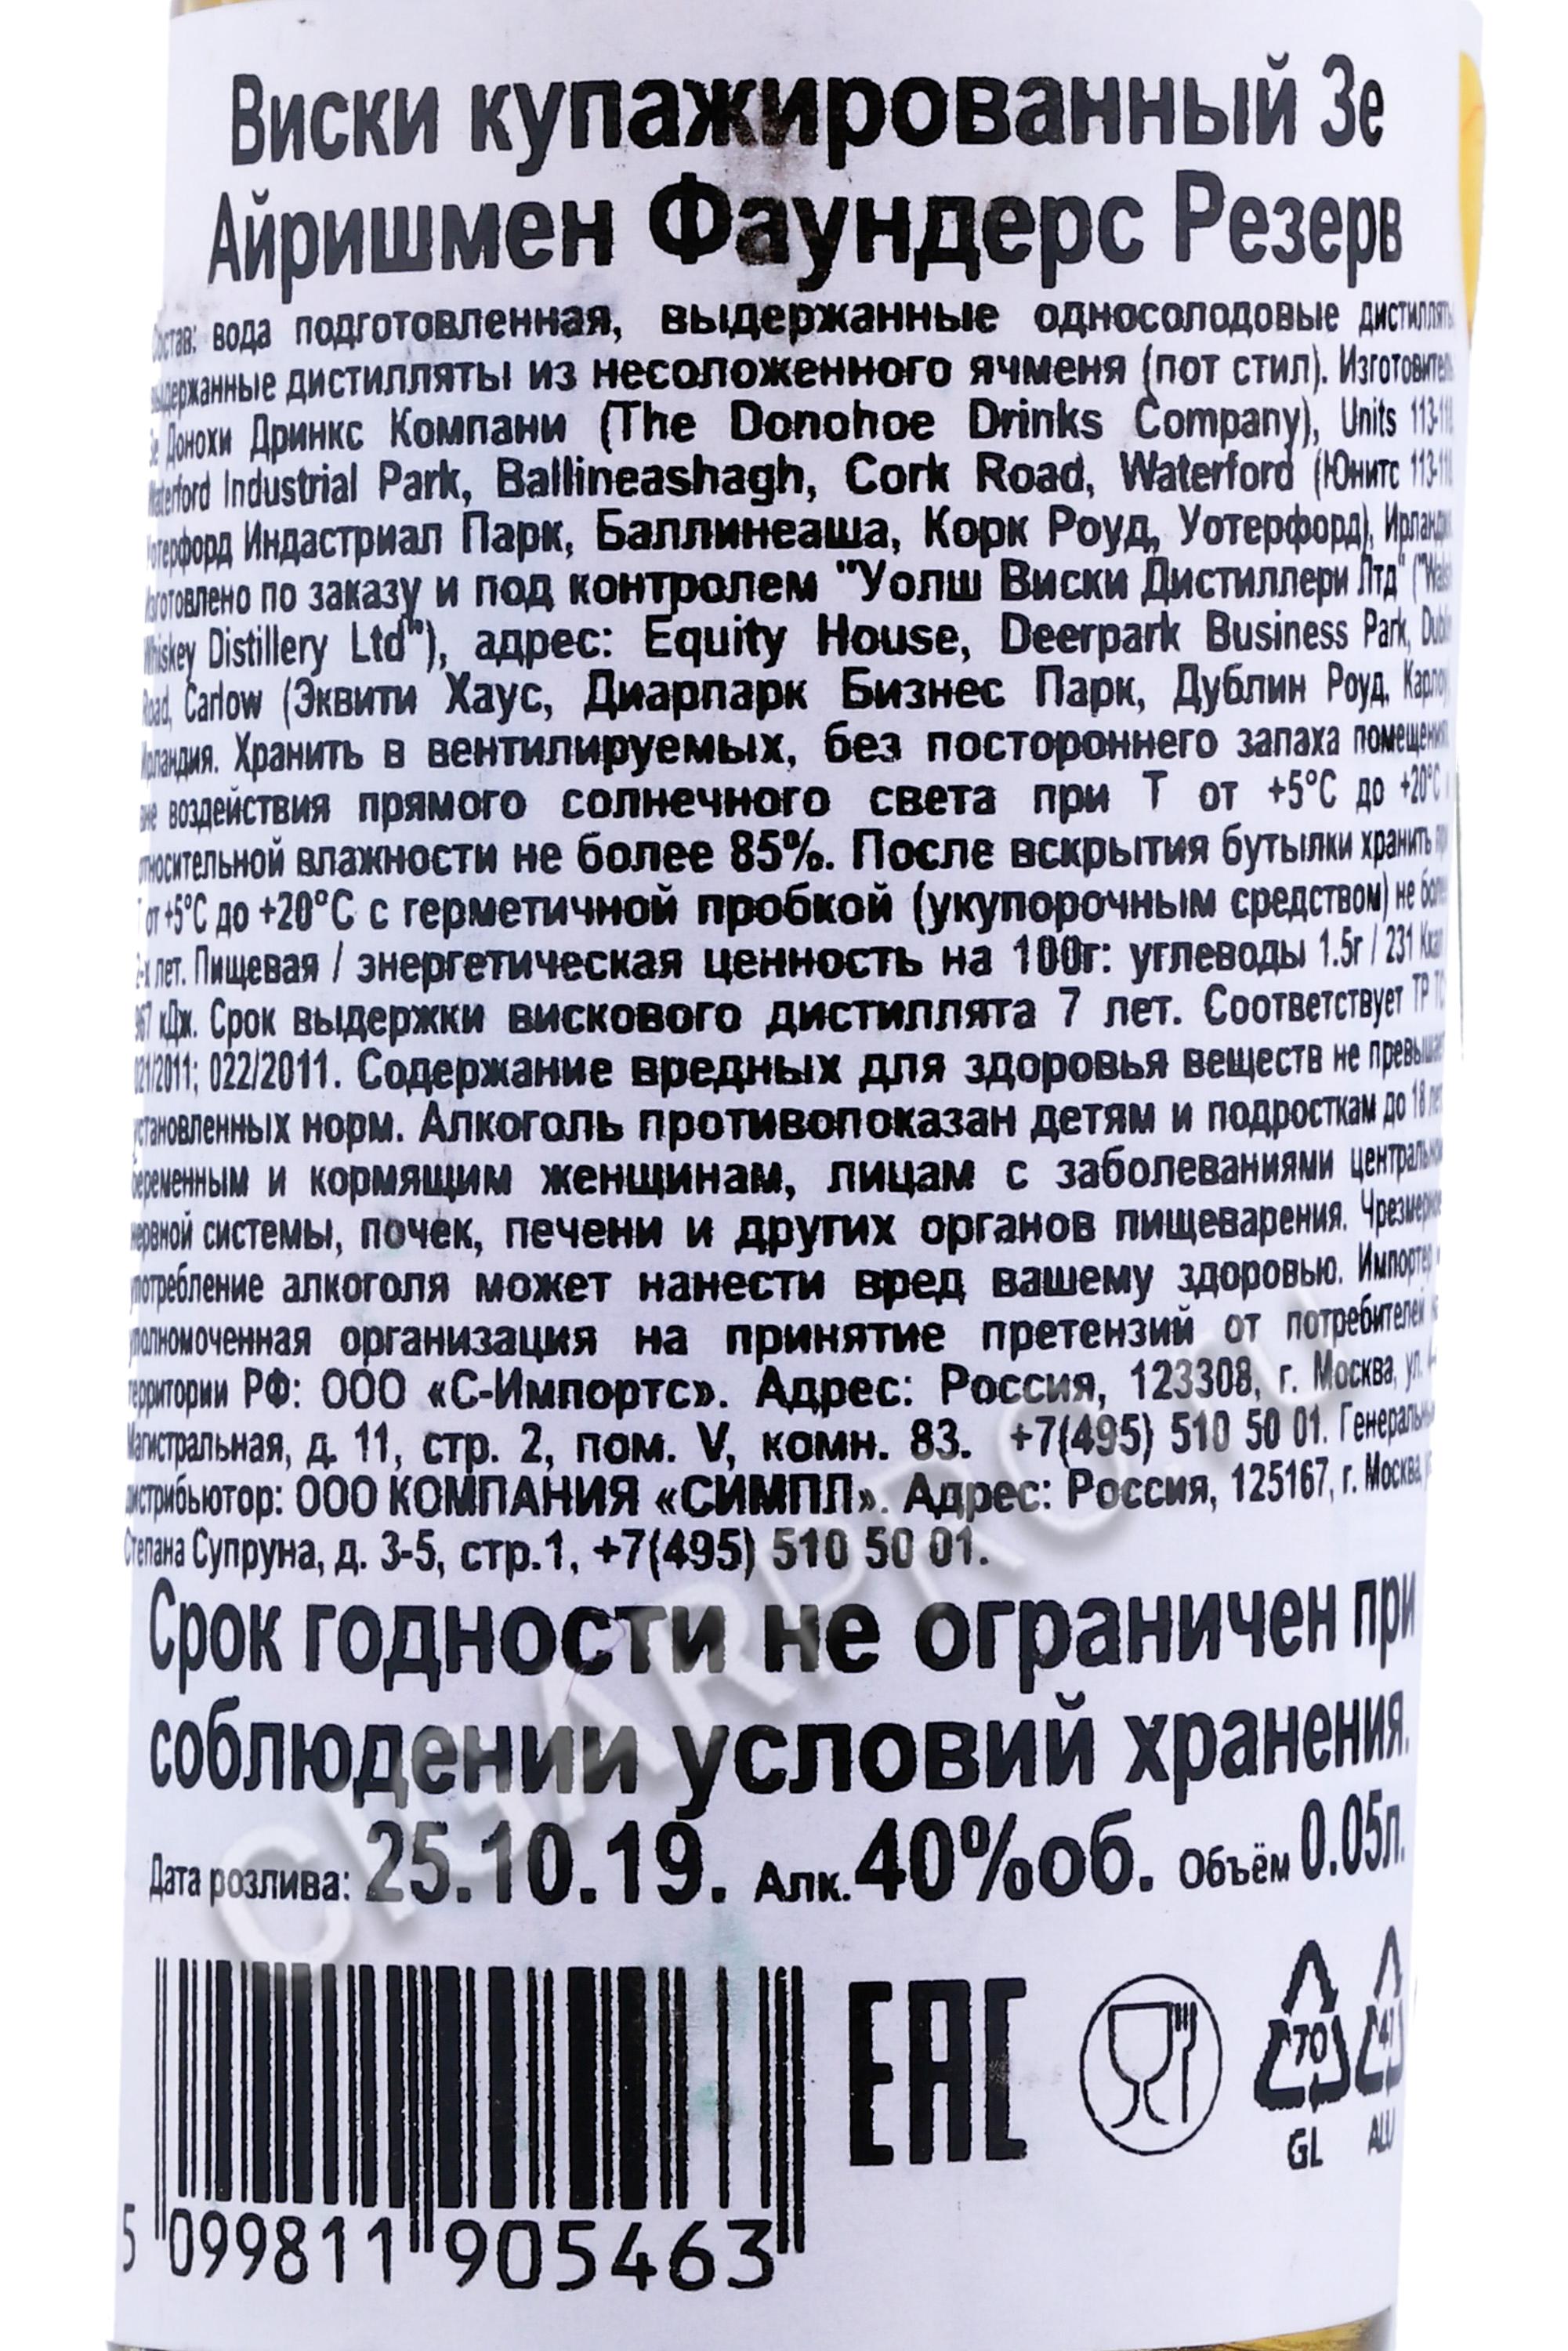 Виски купажированный Зе
Айришмен Фаундерс Резерв
Состав: вода подготовленная, выдержанные односолодовые дистилляты
выдержанные дистилляты из несоложенного ячменя (пот стил). Изготовитель
Зе Донохи Дринкс Компани (The Donohoe Drinks Company), Units
Waterford Industrial Park, Ballineashagh, Cork Road, Waterford (Юнитс
Уотерфорд Индастриал Парк, Баллинеаша, Корк Роуд, Уотерфорд), Ирландия
Изготовлено по заказу и под контролем "Уолш Виски Дистиллери Лтд" ("Walsh
Whiskey Distillery Ltd"), адрес: Equity House, Deerpark Business Park, Dublin
Road, Carlow (Эквити Хаус, Диарпарк Бизнес Парк, Дублин Роуд, Карлоу
Ирландия. Хранить в вентилируемых, без постороннего запаха помещениях
вне воздействия прямого солнечного света при Т от +5°C до +20°C
относительной влажности не более 85%. После вскрытия бутылки хранить при
Т от +5°C до +20°C с герметичной пробкой (укупорочным средством) не более
2-х лет. Пищевая / энергетическая ценность на 100г: углеводы 1.5г / 231 Ккал
967 кДж. Срок выдержки вискового дистиллята 7 лет. Соответствует ТР ТС
021/2011; 022/2011. Содержание вредных для здоровья веществ не превышает
установленных норм. Алкоголь противопоказан детям и подросткам до 18 лет
беременным и кормящим женщинам, лицам с заболеваниями центральной
нервной системы, почек, печени и других органов пищеварения. Чрезмерное
употребление алкоголя может нанести вред вашему здоровью. Импортер
уполномоченная организация на принятие претензий от потребителей на
территории РФ: ООО «С-Импортс». Адрес: Россия, 123308, г. Москва, ул.
Магистральная, д. 11, стр. 2, пом. V, комн. 83. +7(495) 510 50 01. Генеральный
дистрибьютор: ООО КОМПАНИЯ «СИМПЛ». Адрес: Россия, 125167, г. Москва,
Степана Супруна, д. 3-5, стр.1, +7(495) 510 50 01.
Срок годности не ограничен при
соблюдении условий хранения.
Дата розлива: 25.10.19. Алк. 40%об. Объём 0.05л.
EAC
70
41
GL
ALU
5 099811 905463
CIGARPRO.ru